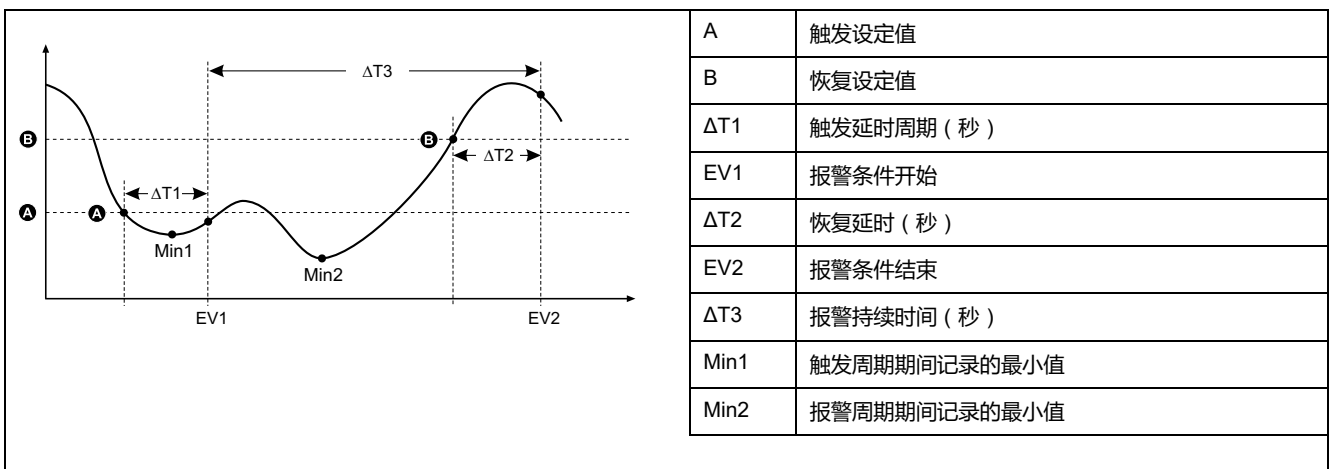 ΔT3
B
B
ΔT2
ΔT1
A
A
Min1
Min2
EV1
EV2
A 触发设定值
B 恢复设定值
ΔT1 触发延时周期（秒）
EV1 报警条件开始
ΔT2 恢复延时（秒）
EV2 报警条件结束
ΔT3 报警持续时间（秒）
Min1 触发周期期间记录的最小值
Min2 报警周期期间记录的最小值